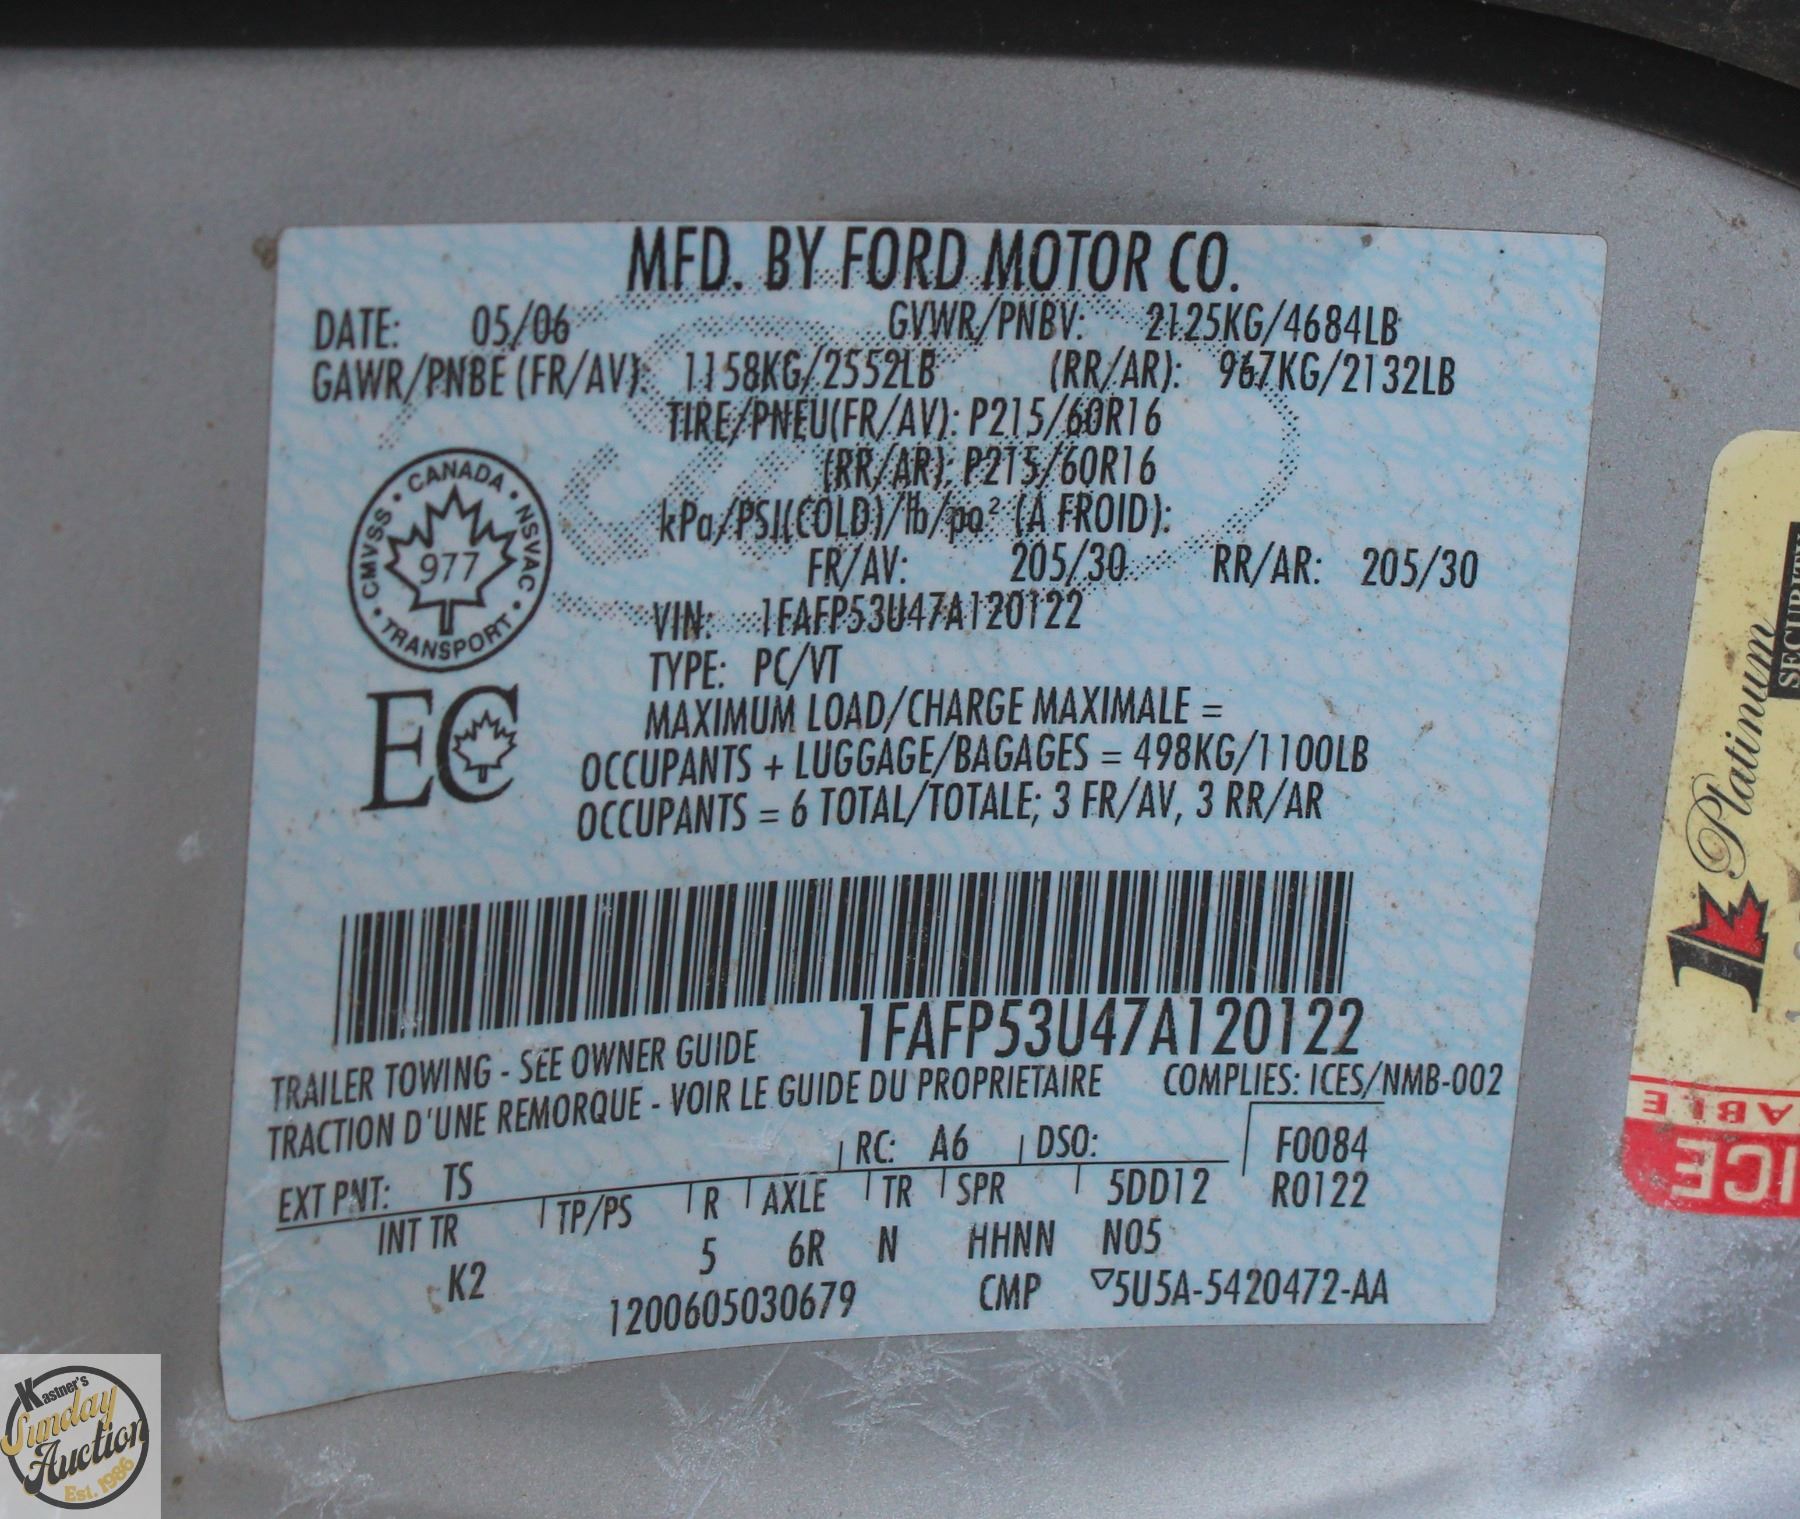 MFD. BY FORD MOTOR CO.
DATE: 05/06 GVWR/PNBV: 2125KG/4684LB
GAWR/PNBE (FR/AV): 1158KG/2552LB (RR/AR): 967KG/2132LB
TIRE/PNEU(FR/AV): P215/60R16
(RR/AR): P215/60R16
kPa/PSI(COLD)/lb/po² (A FROID):
FR/AV: 205/30 RR/AR: 205/30
VIN: 1FAFP53U47A120122
TYPE: PC/VT
MAXIMUM LOAD/CHARGE MAXIMALE =
OCCUPANTS + LUGGAGE/BAGAGES = 498KG/1100LB
OCCUPANTS = 6 TOTAL/TOTALE; 3 FR/AV, 3 RR/AR
CANADA • NSVAC • TRANSPORT • CMVSS •
977
EC
1FAFP53U47A120122
TRAILER TOWING - SEE OWNER GUIDE
TRACTION D'UNE REMORQUE - VOIR LE GUIDE DU PROPRIETAIRE COMPLIES: ICES/NMB-002
EXT PNT: TS RC: A6 DSO: F0084
INT TR TP/PS R AXLE TR SPR 5DD12 R0122
K2 5 6R N HHNN N05
1200605030679 CMP ▽5U5A-5420472-AA
Platinum
SECURITY
1
ABLE
ICE
Kastner's
Sunday
Auction
Est. 1986